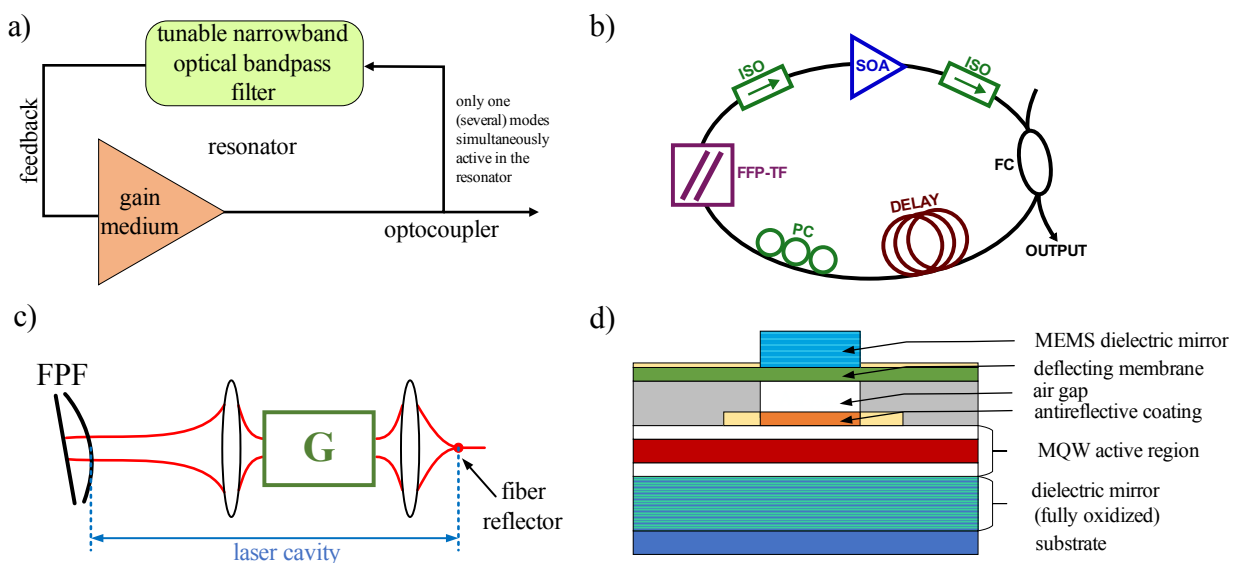 a)
tunable narrowband
optical bandpass
filter
feedback
resonator
only one
(several) modes
simultaneously
active in the
resonator
gain
medium
optocoupler
b)
ISO
SOA
ISO
FFP-TF
FC
PC
DELAY
OUTPUT
c)
FPF
G
fiber
reflector
laser cavity
d)
MEMS dielectric mirror
deflecting membrane
air gap
antireflective coating
MQW active region
dielectric mirror
(fully oxidized)
substrate